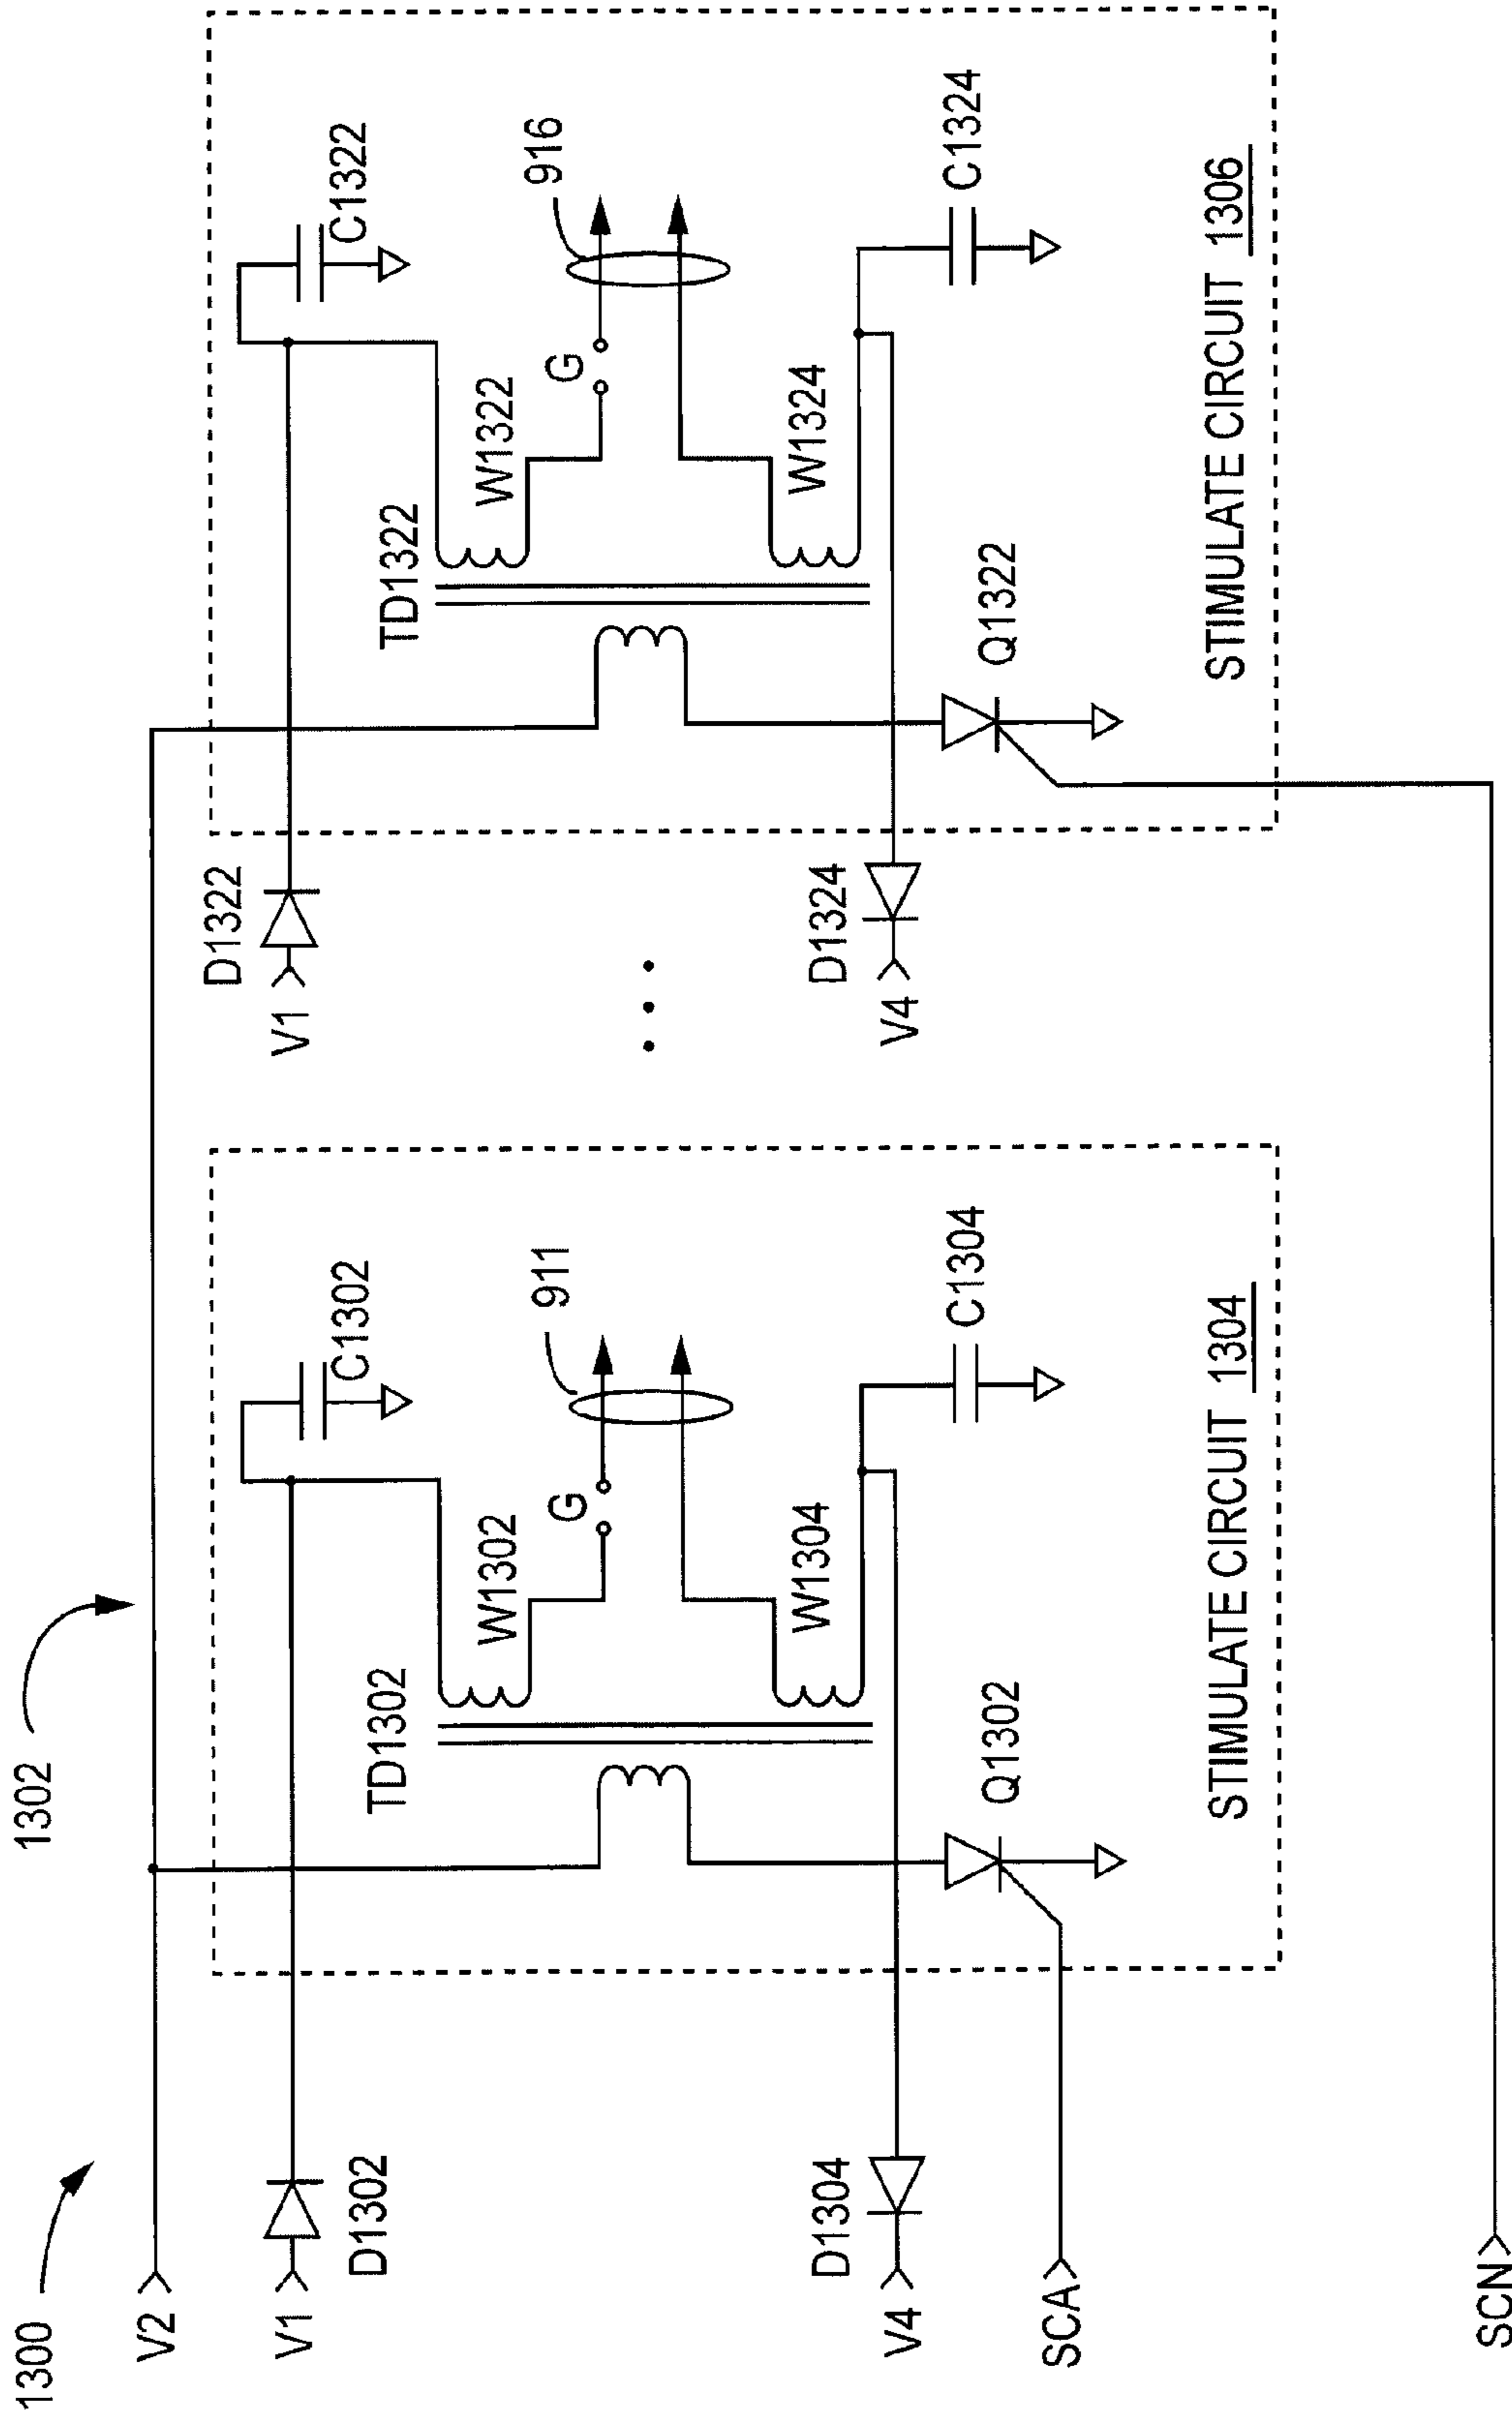 1300
1302
V2
V1
D1302
V4
D1304
SCA
SCN
TD1302
W1302
W1304
G
911
C1302
C1304
Q1302
STIMULATE CIRCUIT 1304
V1
D1322
V4
D1324
TD1322
W1322
W1324
G
916
C1322
C1324
Q1322
STIMULATE CIRCUIT 1306